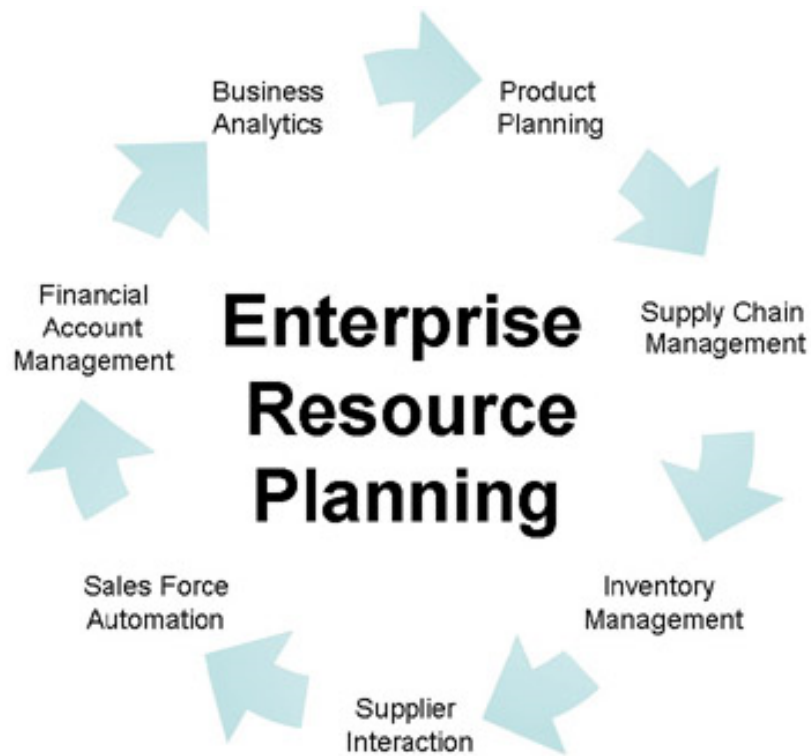 Business
Analytics
Product
Planning
Supply Chain
Management
Inventory
Management
Supplier
Interaction
Sales Force
Automation
Financial
Account
Management
Enterprise
Resource
Planning